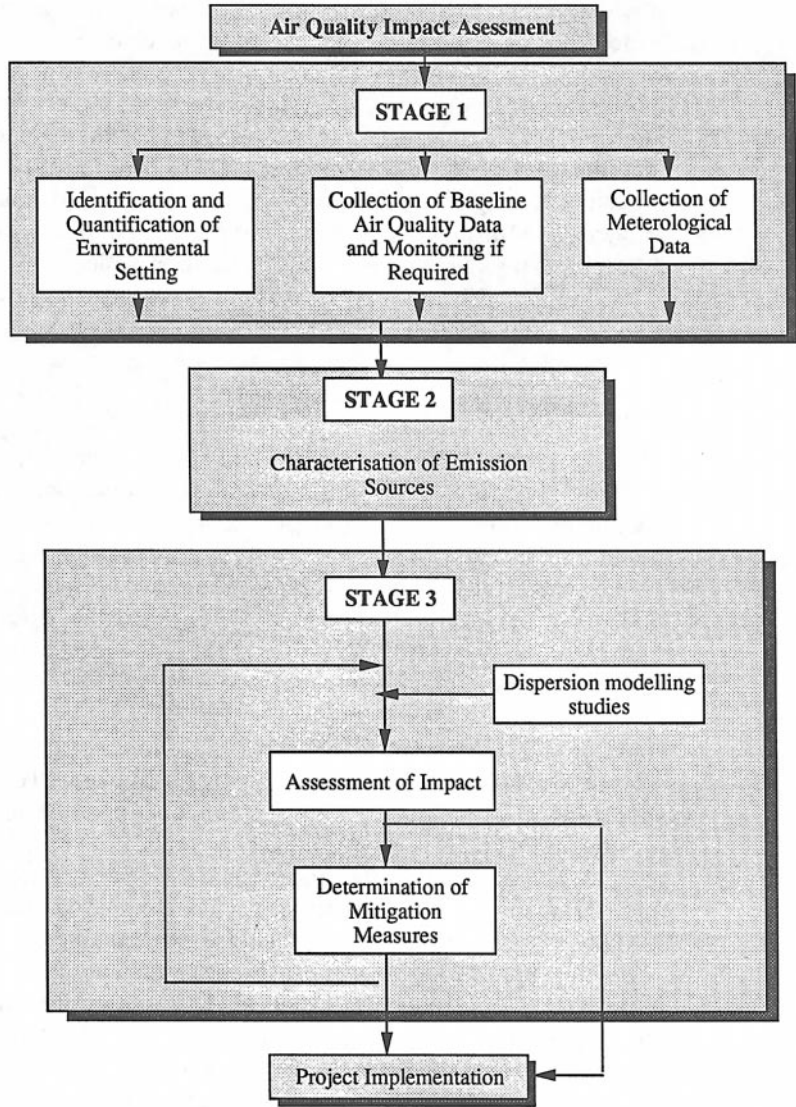 Air Quality Impact Asessment
STAGE 1
Identification and
Quantification of
Environmental
Setting
Collection of Baseline
Air Quality Data
and Monitoring if
Required
Collection of
Meterological
Data
STAGE 2
Characterisation of Emission
Sources
STAGE 3
Dispersion modelling
studies
Assessment of Impact
Determination of
Mitigation
Measures
Project Implementation